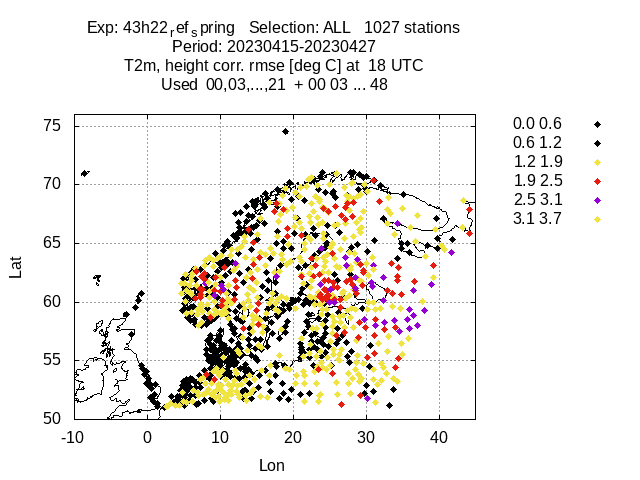 Exp: 43h22_ref_spring   Selection: ALL   1027 stations
Period: 20230415-20230427
T2m, height corr. rmse [deg C] at  18 UTC
Used  00,03,...,21  + 00 03 ... 48
0.0 0.6
0.6 1.2
1.2 1.9
1.9 2.5
2.5 3.1
3.1 3.7
Lat
75
70
65
60
55
50
-10 0 10 20 30 40
Lon